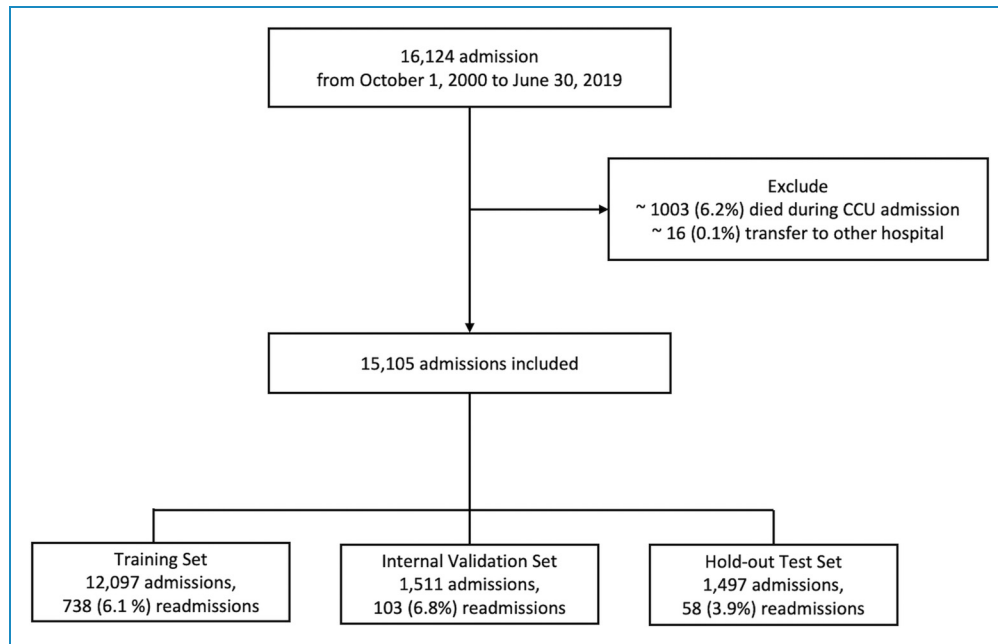 16,124 admission
from October 1, 2000 to June 30, 2019
Exclude
~ 1003 (6.2%) died during CCU admission
~ 16 (0.1%) transfer to other hospital
15,105 admissions included
Training Set
12,097 admissions,
738 (6.1 %) readmissions
Internal Validation Set
1,511 admissions,
103 (6.8%) readmissions
Hold-out Test Set
1,497 admissions,
58 (3.9%) readmissions